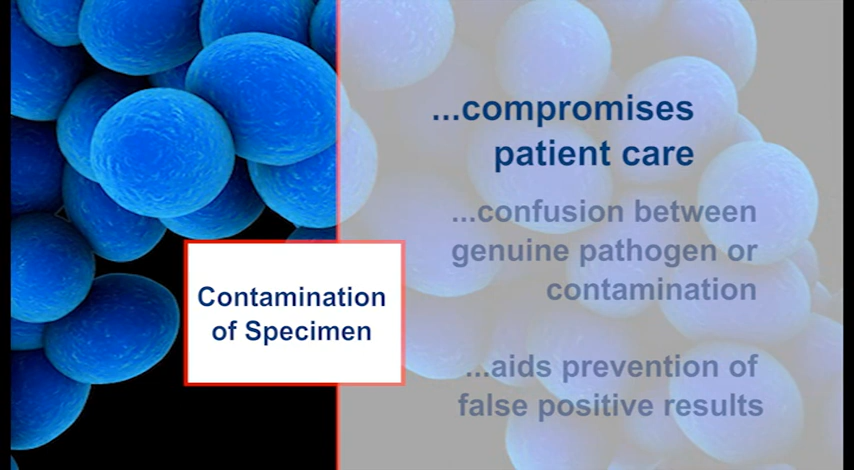 ...compromises
patient care
...confusion between
genuine pathogen or
contamination
Contamination
of Specimen
...aids prevention of
false positive results